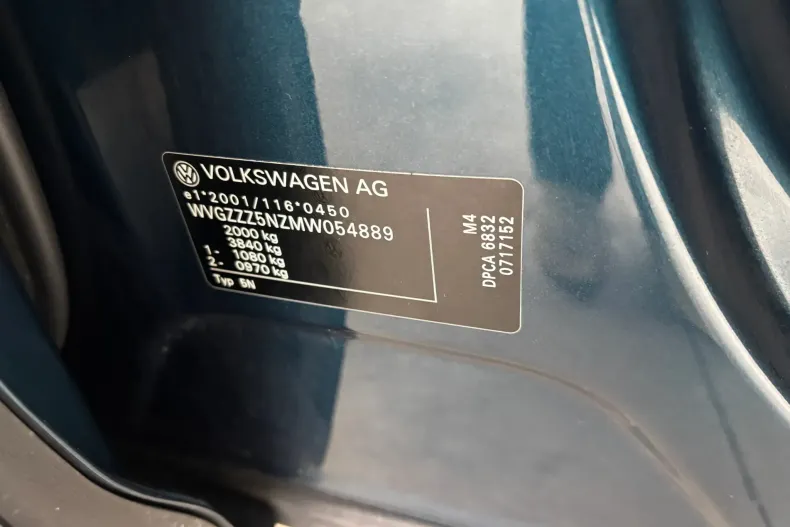 VOLKSWAGEN AG
e1*2001/116*0450
WVGZZZ5NZMW054889
2000 kg
3840 kg
1- 1080 kg
2- 0970 kg
Typ 5N
M4
DPCA 6832
0717152